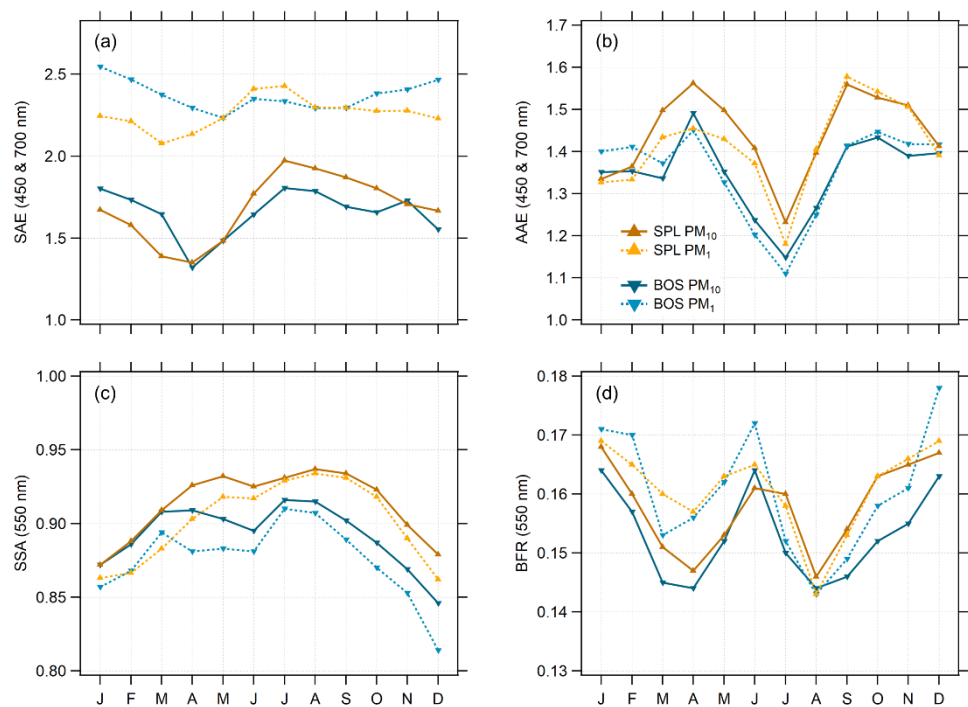 (a)
SAE (450 & 700 nm)
2.5
2.0
1.5
1.0
(b)
AAE (450 & 700 nm)
1.7
1.6
1.5
1.4
1.3
1.2
1.1
1.0
SPL PM₁₀
SPL PM₁
BOS PM₁₀
BOS PM₁
(c)
SSA (550 nm)
1.00
0.95
0.90
0.85
0.80
J F M A M J J A S O N D
(d)
BFR (550 nm)
0.18
0.17
0.16
0.15
0.14
0.13
J F M A M J J A S O N D